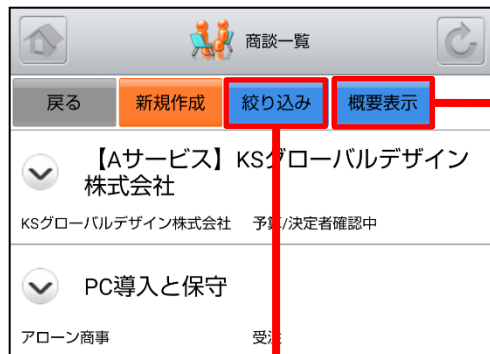 商談一覧
戻る 新規作成 絞り込み 概要表示
【Aサービス】KSグローバルデザイン
株式会社
KSグローバルデザイン株式会社 予算/決定者確認中
PC導入と保守
アローン商事 受注